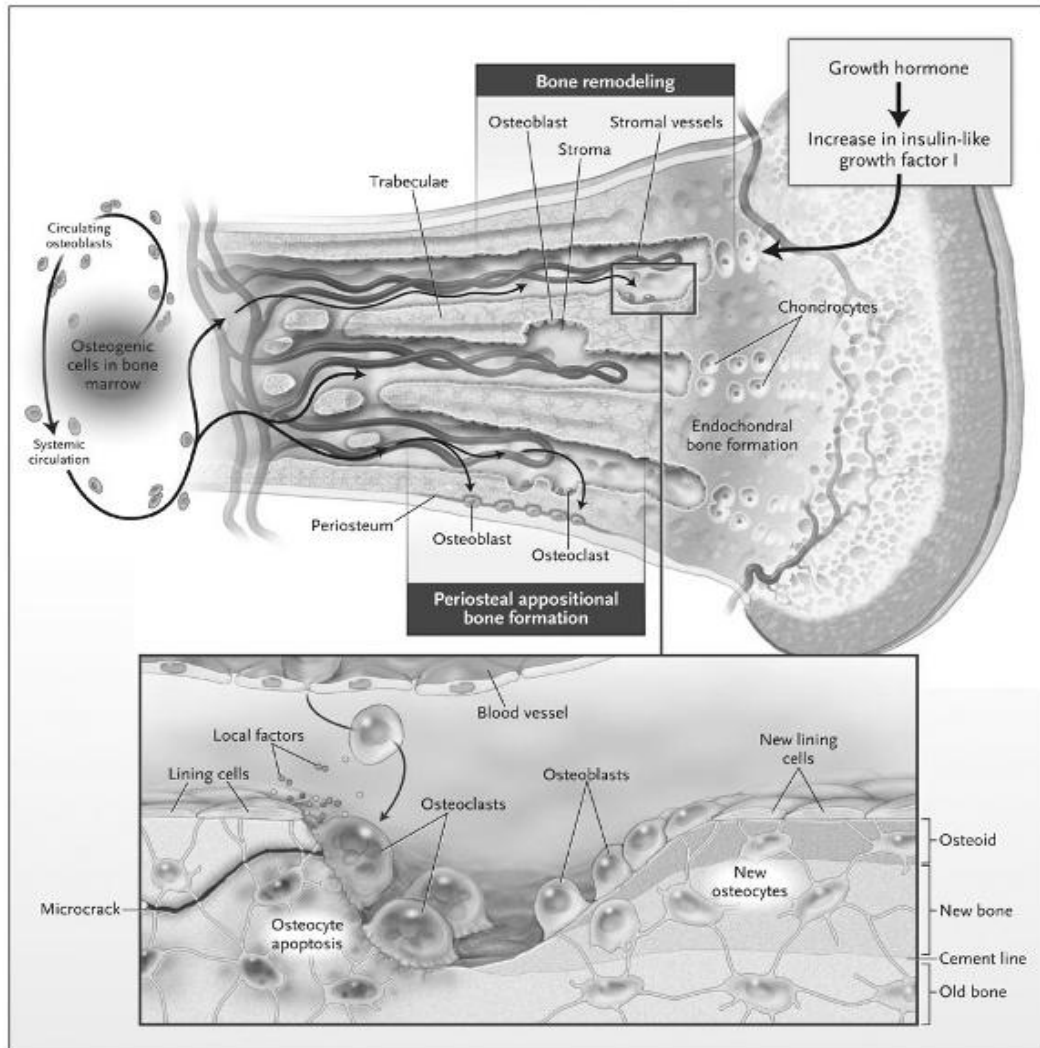 Bone remodeling
Growth hormone
Increase in insulin-like
growth factor I
Osteoblast
Stromal vessels
Stroma
Trabeculae
Circulating
osteoblasts
Osteogenic
cells in bone
marrow
Systemic
circulation
Chondrocytes
Endochondral
bone formation
Periosteum
Osteoblast
Osteoclast
Periosteal appositional
bone formation
Blood vessel
Local factors
Lining cells
Osteoclasts
Osteoblasts
New lining
cells
Microcrack
Osteocyte
apoptosis
New
osteocytes
Osteoid
New bone
Cement line
Old bone